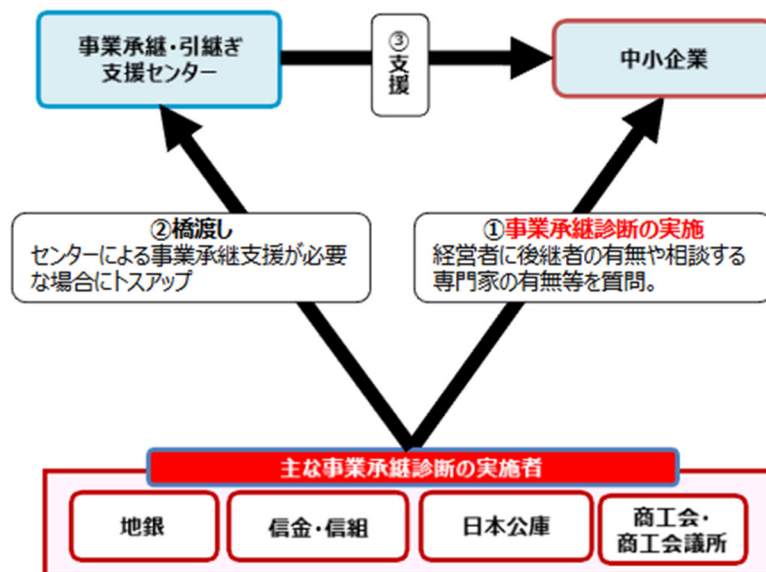 事業承継・引継ぎ
支援センター
③支援
中小企業
②橋渡し
センターによる事業承継支援が必要
な場合にトスアップ
①事業承継診断の実施
経営者に後継者の有無や相談する
専門家の有無等を質問。
主な事業承継診断の実施者
地銀
信金・信組
日本公庫
商工会・
商工会議所